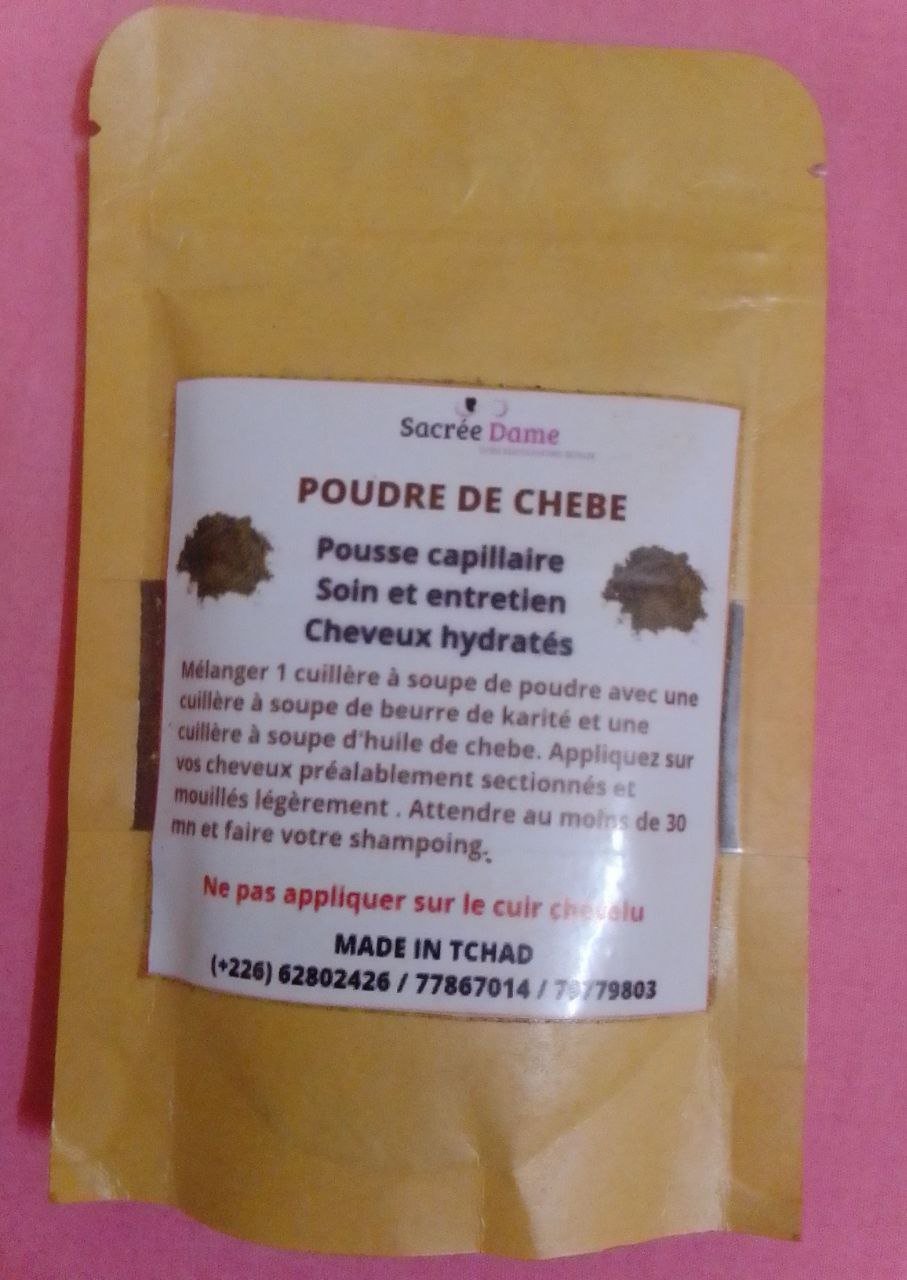 Sacrée Dame
POUDRE DE CHEBE
Pousse capillaire
Soin et entretien
Cheveux hydratés
Mélanger 1 cuillère à soupe de poudre avec une
cuillère à soupe de beurre de karité et une
cuillère à soupe d'huile de chebe. Appliquez sur
vos cheveux préalablement sectionnés et
mouillés légèrement . Attendre au moins de 30
mn et faire votre shampoing.
Ne pas appliquer sur le cuir chevelu
MADE IN TCHAD
(+226) 62802426 / 77867014 /